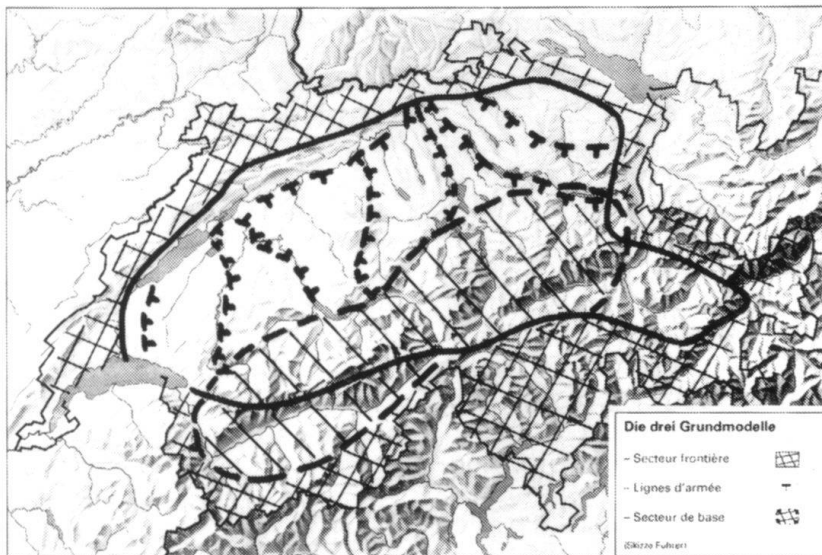 Die drei Grundmodelle
– Secteur frontière
– Lignes d'armée
– Secteur de base
(Skizze Fuhrer)